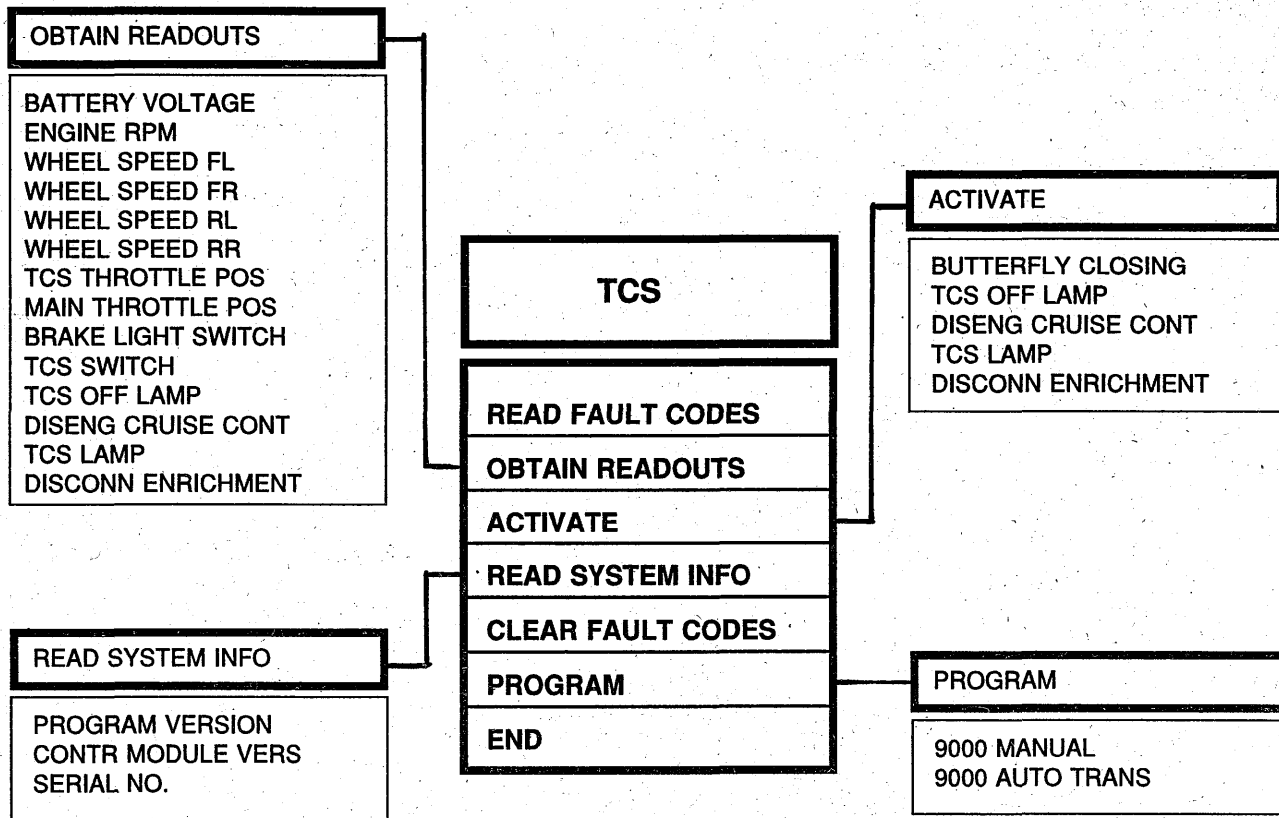 OBTAIN READOUTS
BATTERY VOLTAGE
ENGINE RPM
WHEEL SPEED FL
WHEEL SPEED FR
WHEEL SPEED RL
WHEEL SPEED RR
TCS THROTTLE POS
MAIN THROTTLE POS
BRAKE LIGHT SWITCH
TCS SWITCH
TCS OFF LAMP
DISENG CRUISE CONT
TCS LAMP
DISCONN ENRICHMENT
READ SYSTEM INFO
PROGRAM VERSION
CONTR MODULE VERS
SERIAL NO.
TCS
READ FAULT CODES
OBTAIN READOUTS
ACTIVATE
READ SYSTEM INFO
CLEAR FAULT CODES
PROGRAM
END
ACTIVATE
BUTTERFLY CLOSING
TCS OFF LAMP
DISENG CRUISE CONT
TCS LAMP
DISCONN ENRICHMENT
PROGRAM
9000 MANUAL
9000 AUTO TRANS